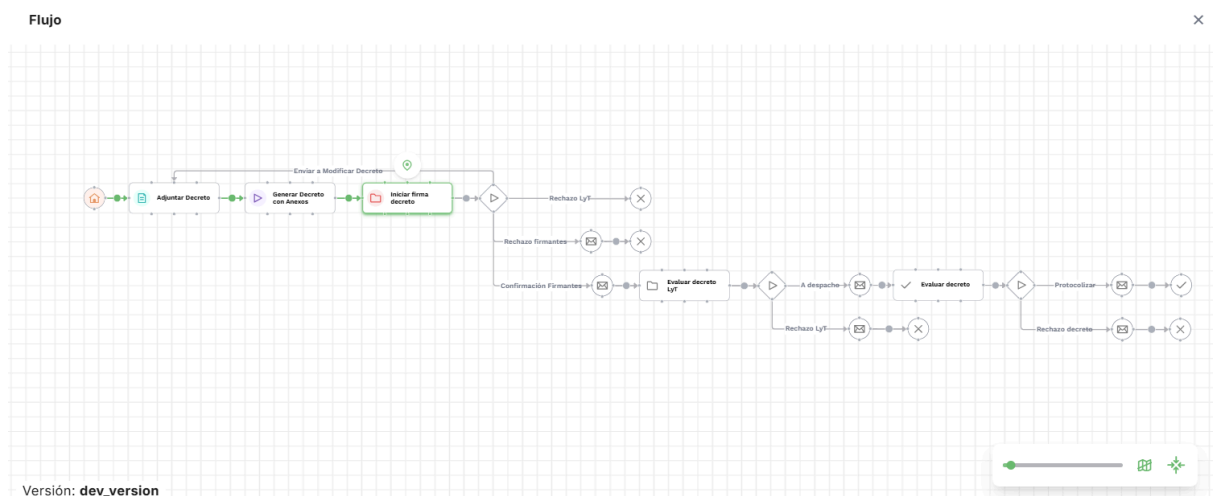 Flujo
Enviar a Modificar Decreto
Adjuntar Decreto
Generar Decreto
con Anexos
Iniciar firma
decreto
Rechazo LyT
Rechazo firmantes
Confirmación Firmantes
Evaluar decreto
LyT
A despacho
Evaluar decreto
Protocolizar
Rechazo LyT
Rechazo decreto
Versión: dev_version